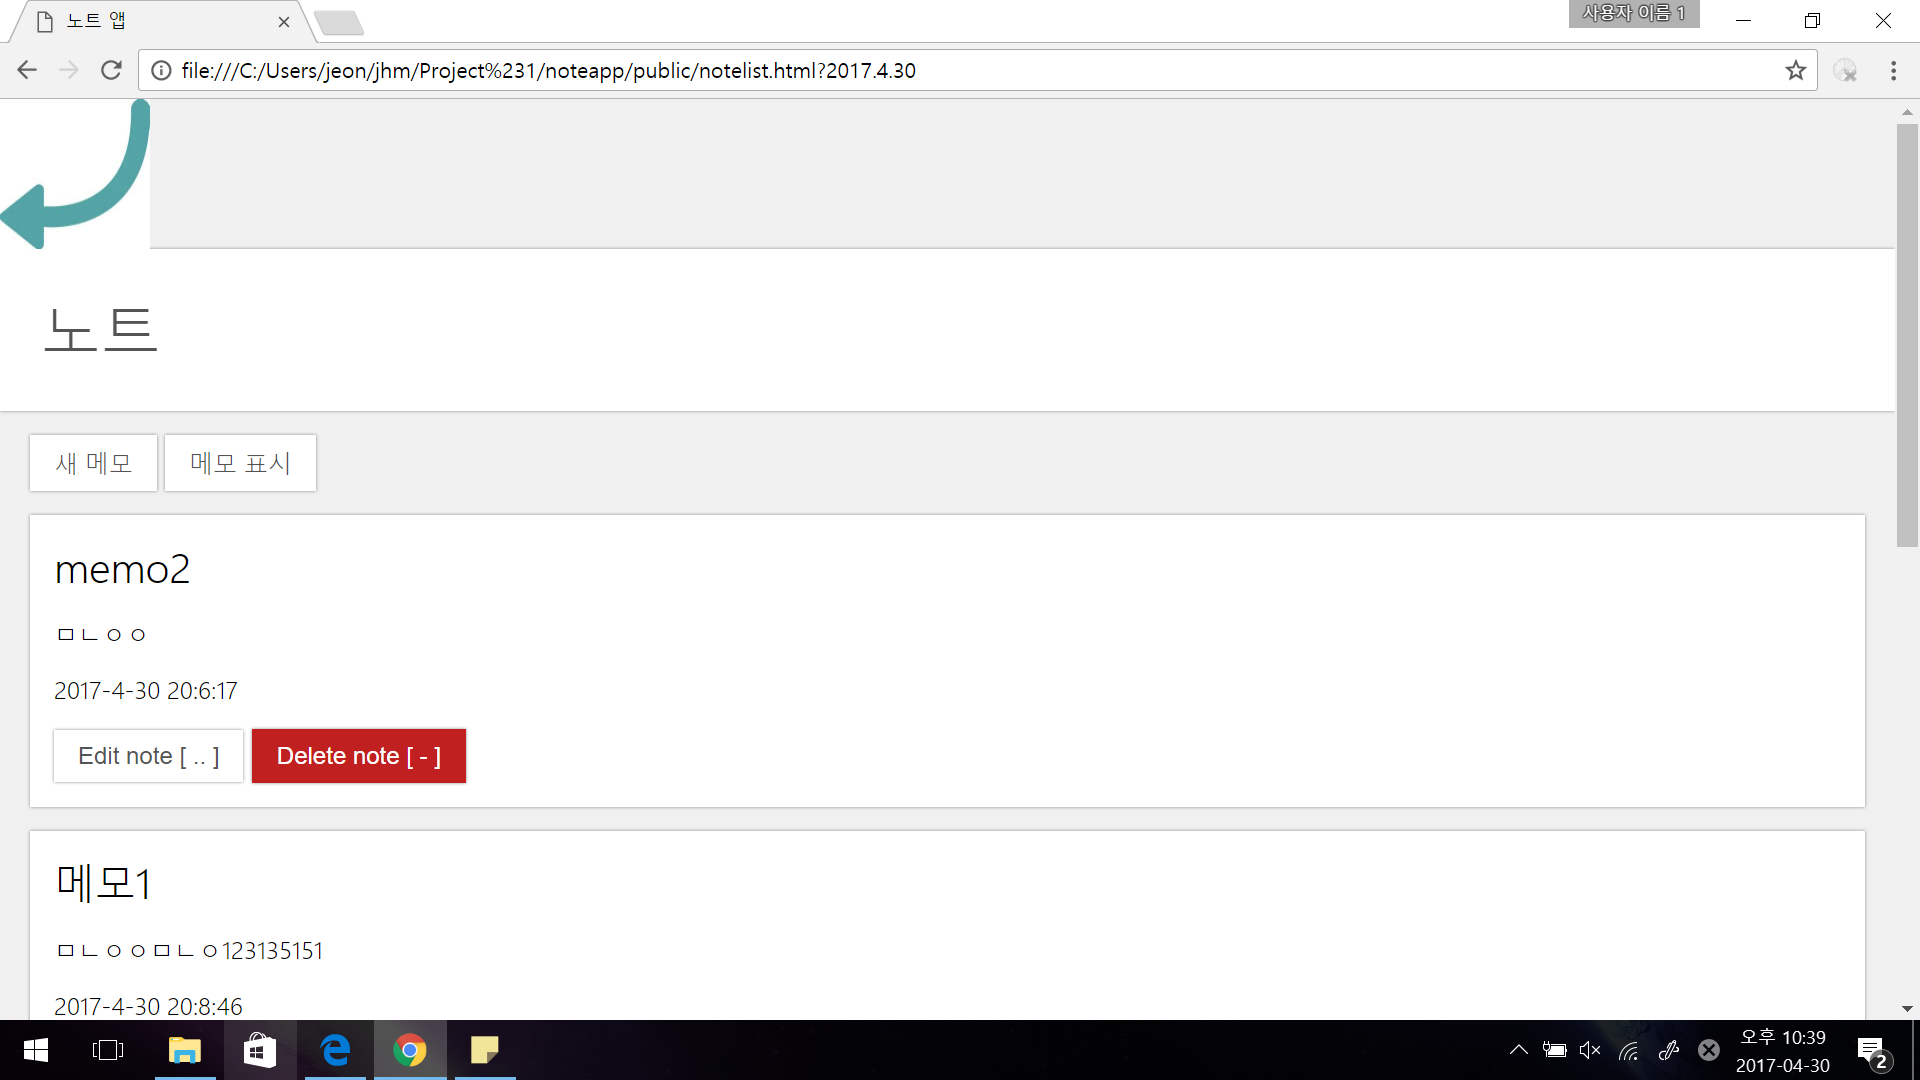 노트 앱
사용자 이름 1
file:///C:/Users/jeon/jhm/Project%231/noteapp/public/notelist.html?2017.4.30
노트
새 메모
메모 표시
memo2
ㅁㄴㅇㅇ
2017-4-30 20:6:17
Edit note [ .. ]
Delete note [ - ]
메모1
ㅁㄴㅇㅇㅁㄴㅇ123135151
2017-4-30 20:8:46
오후 10:39
2017-04-30
2